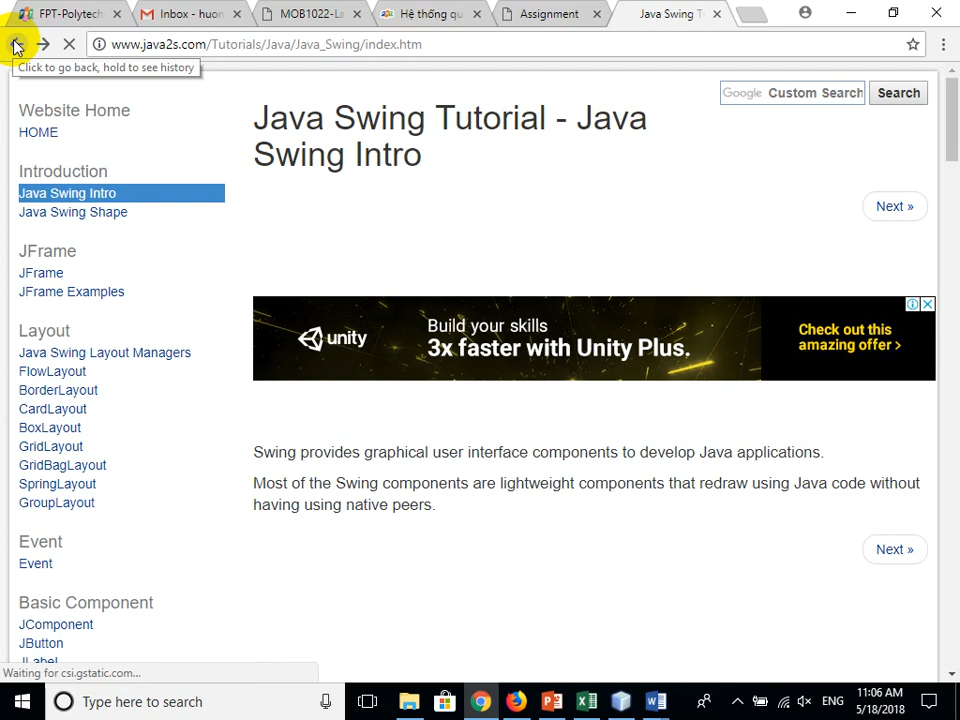 FPT-Polytech
Inbox - huon
MOB1022-La
Hệ thống qu
Assignment
Java Swing T
www.java2s.com/Tutorials/Java/Java_Swing/index.htm
Click to go back, hold to see history
Google Custom Search
Search
Website Home
HOME
Introduction
Java Swing Intro
Java Swing Shape
JFrame
JFrame
JFrame Examples
Layout
Java Swing Layout Managers
FlowLayout
BorderLayout
CardLayout
BoxLayout
GridLayout
GridBagLayout
SpringLayout
GroupLayout
Event
Event
Basic Component
JComponent
JButton
JLabel
Java Swing Tutorial - Java
Swing Intro
Next »
unity
Build your skills
3x faster with Unity Plus.
Check out this
amazing offer >
Swing provides graphical user interface components to develop Java applications.
Most of the Swing components are lightweight components that redraw using Java code without
having using native peers.
Next »
Waiting for csi.gstatic.com...
Type here to search
ENG
11:06 AM
5/18/2018